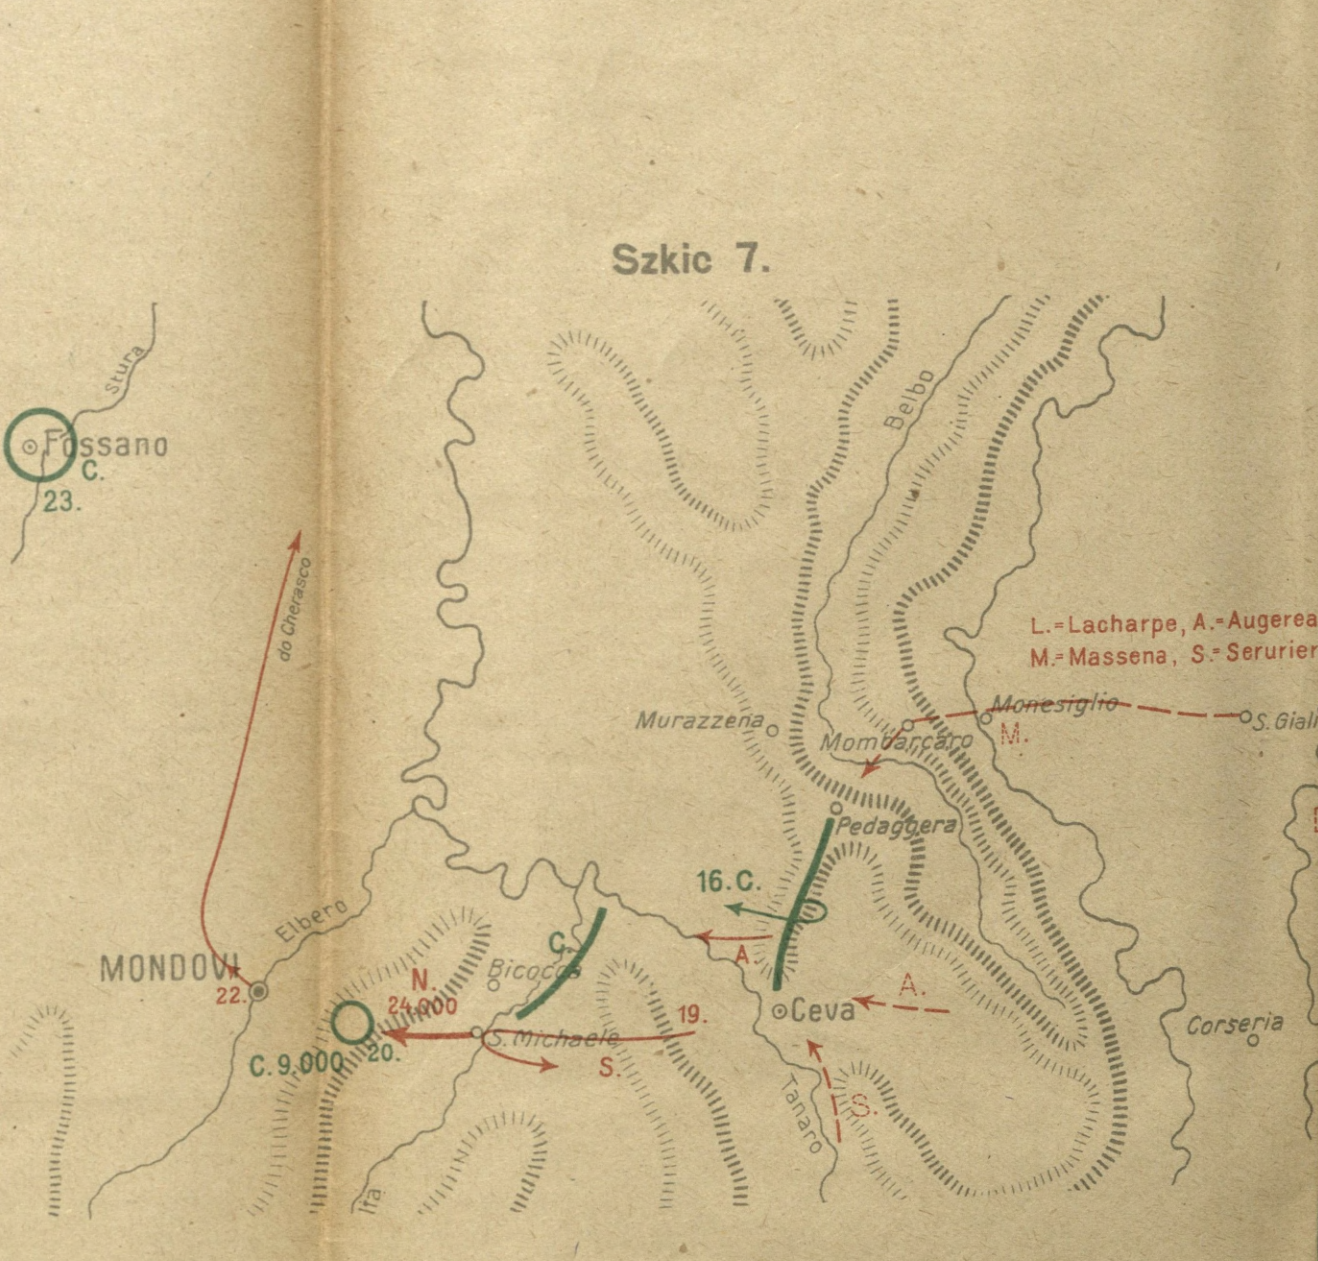 Szkic 7.
Stura
Fossano
C.
23.
Belbo
do Cherasco
L.=Lacharpe, A.=Augerea
M.=Massena, S.=Serurier
Monesiglio
S. Giali
M.
Murazzena
Mombarcaro
Pedaggera
16. C.
Elbero
C.
A.
MONDOVI
22.
N.
24,000
Bicocca
Ceva
A.
19.
S. Michaele
Corseria
C. 9.000
20.
S.
S.
Tanaro